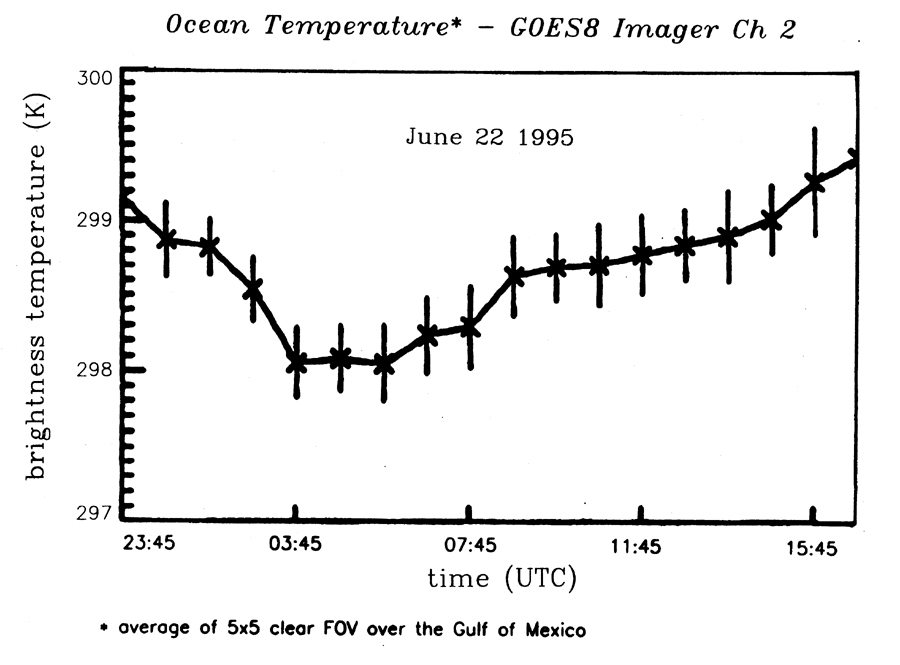 Ocean Temperature* – GOES8 Imager Ch 2
300
June 22 1995
brightness temperature (K)
299
298
297
23:45 03:45 07:45 11:45 15:45
time (UTC)
* average of 5x5 clear FOV over the Gulf of Mexico